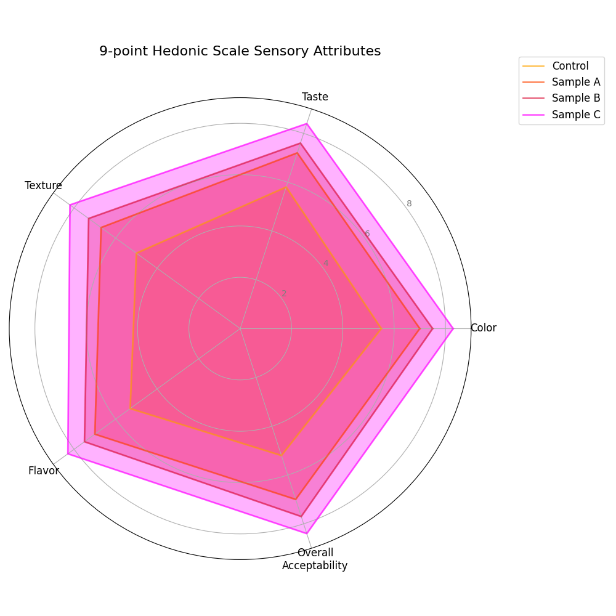 9-point Hedonic Scale Sensory Attributes
Control
Sample A
Sample B
Sample C
Taste
Texture
8
6
4
2
Color
Flavor
Overall
Acceptability